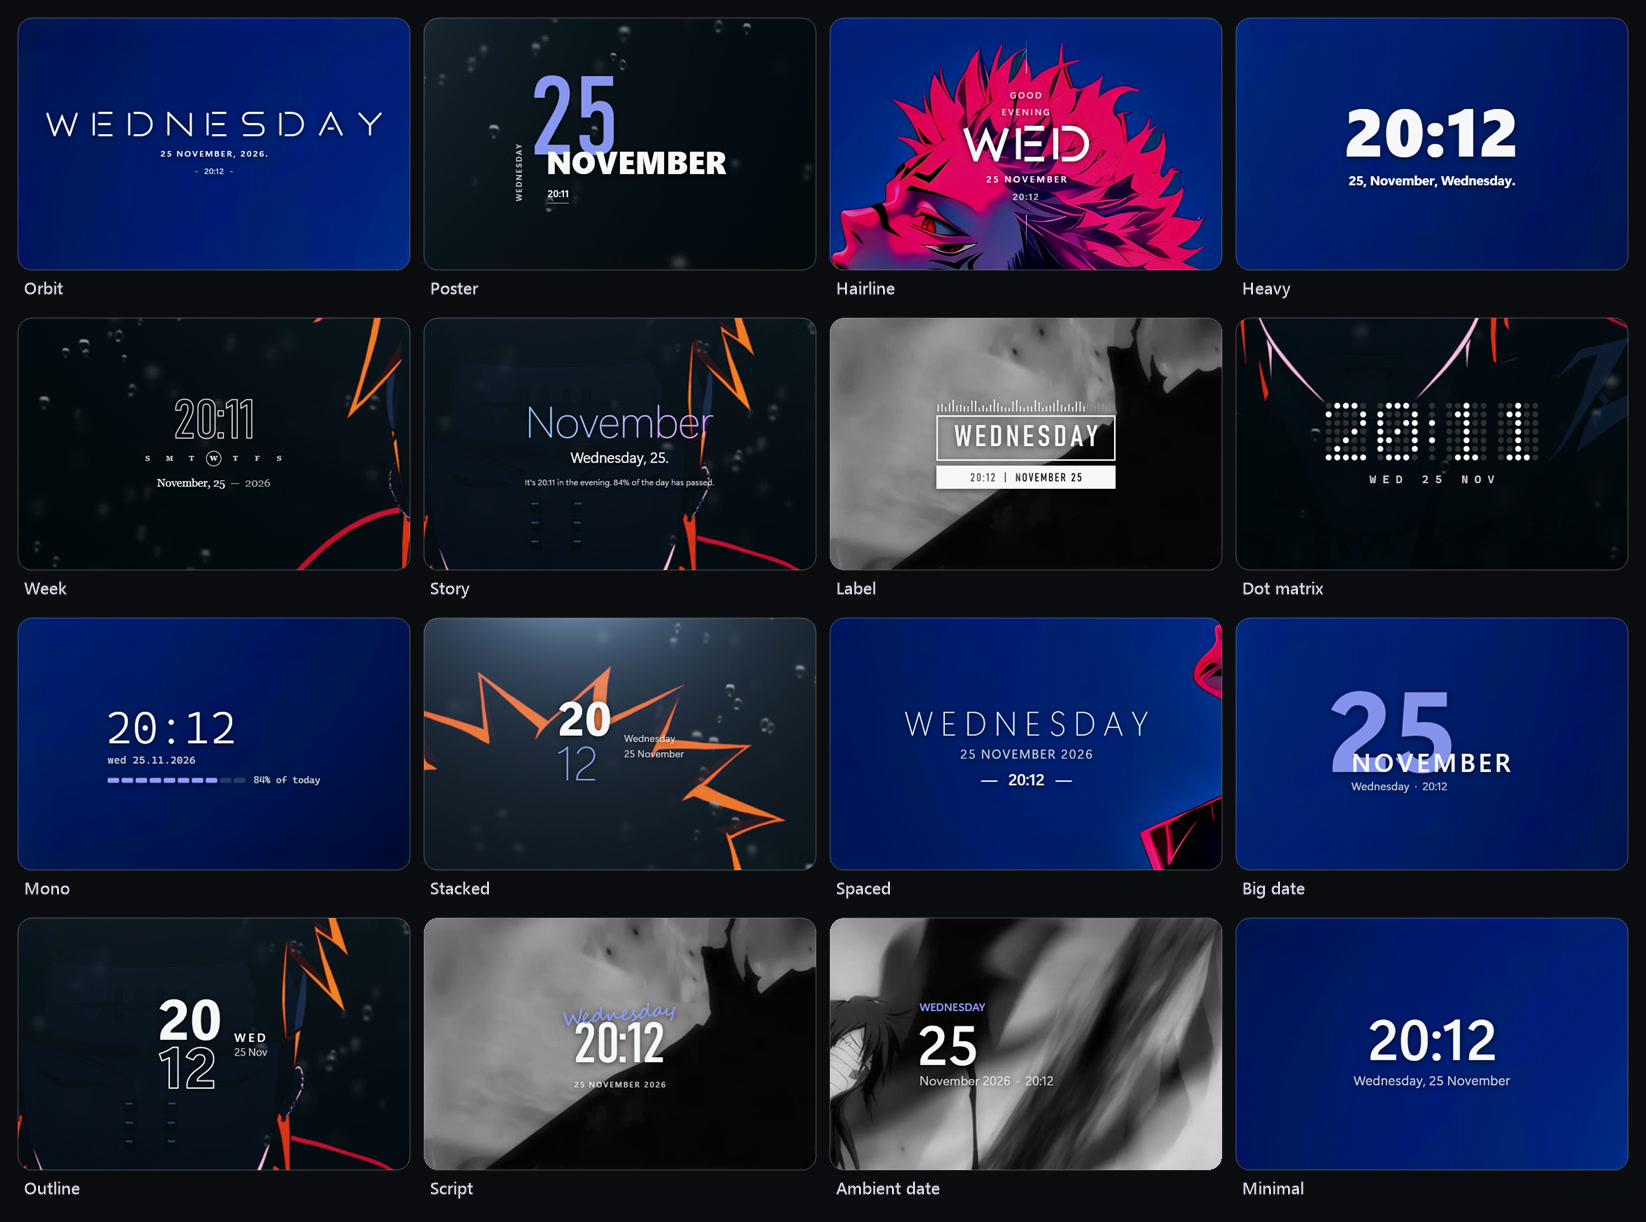 WEDNESDAY
25 NOVEMBER, 2026.
- 20:12 -
Orbit
25
WEDNESDAY
NOVEMBER
20:11
Poster
GOOD
EVENING
WED
25 NOVEMBER
20:12
Hairline
20:12
25, November, Wednesday.
Heavy
20:11
S M T W T F S
November, 25 — 2026
Week
November
Wednesday, 25.
It's 20:11 in the evening. 84% of the day has passed.
Story
WEDNESDAY
20:12 | NOVEMBER 25
Label
20:11
WED 25 NOV
Dot matrix
20:12
wed 25.11.2026
84% of today
Mono
20
12
Wednesday
25 November
Stacked
WEDNESDAY
25 NOVEMBER 2026
— 20:12 —
Spaced
25
NOVEMBER
Wednesday · 20:12
Big date
20
12
WED
25 Nov
Outline
Wednesday
20:12
25 NOVEMBER 2026
Script
WEDNESDAY
25
November 2026 · 20:12
Ambient date
20:12
Wednesday, 25 November
Minimal